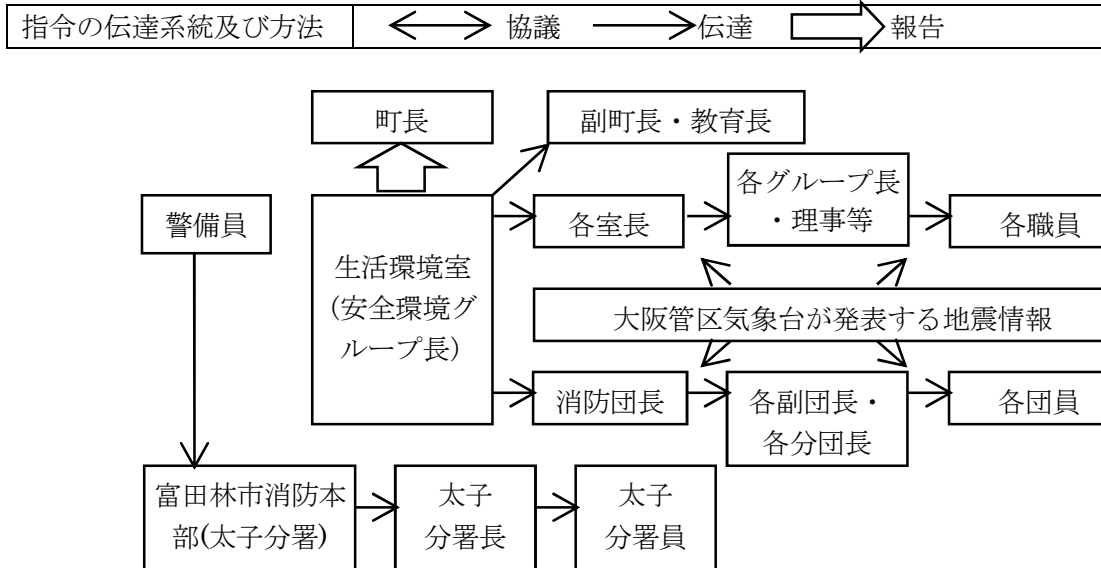 指令の伝達系統及び方法 協議 伝達 報告
町長 副町長・教育長
各グループ長
・理事等
警備員 各室長 各職員
生活環境室
(安全環境グ
ループ長)
大阪管区気象台が発表する地震情報
消防団長 各副団長・
各分団長
各団員
富田林市消防本
部(太子分署)
太子
分署長
太子
分署員